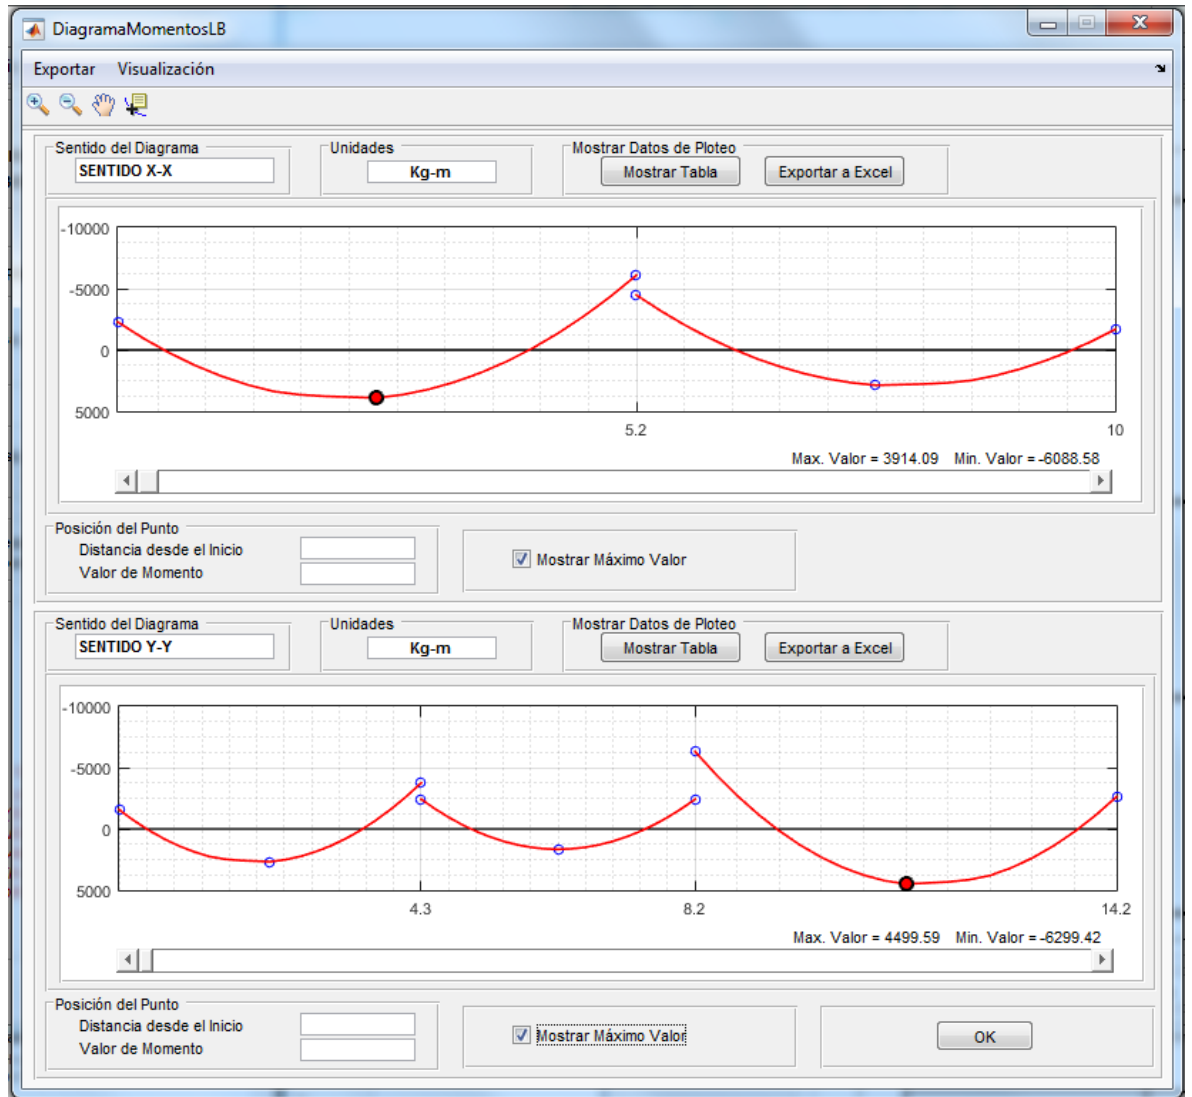 DiagramaMomentosLB
Exportar Visualización
Sentido del Diagrama Unidades Mostrar Datos de Ploteo
SENTIDO X-X Kg-m Mostrar Tabla Exportar a Excel
-10000
-5000
0
5000
5.2 10
Max. Valor = 3914.09 Min. Valor = -6088.58
Posición del Punto
Distancia desde el Inicio
Valor de Momento
Mostrar Máximo Valor
Sentido del Diagrama Unidades Mostrar Datos de Ploteo
SENTIDO Y-Y Kg-m Mostrar Tabla Exportar a Excel
-10000
-5000
0
5000
4.3 8.2 14.2
Max. Valor = 4499.59 Min. Valor = -6299.42
Posición del Punto
Distancia desde el Inicio
Valor de Momento
Mostrar Máximo Valor
OK